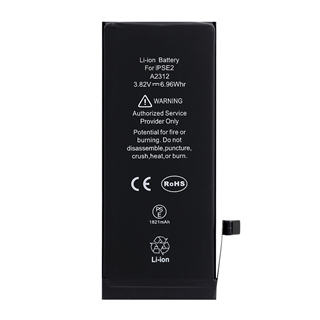 Li-ion Battery
For IPSE2
A2312
3.82V⎓6.96Whr
WARNING
Authorized Service
Provider Only
Potential for fire or
burning. Do not
disassemble,puncture,
crush,heat,or burn.
CE RoHS
1821mAh
Li-ion